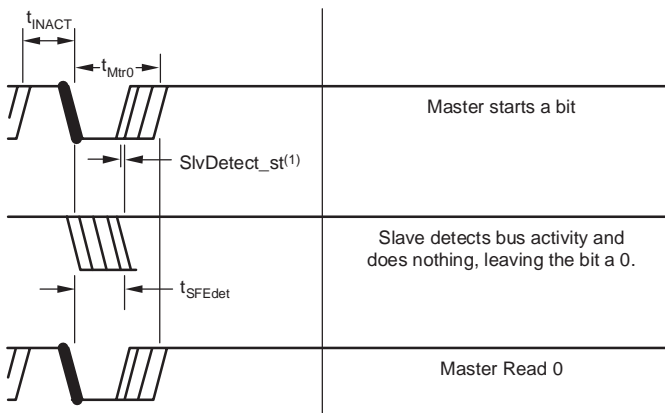 tINACT
tMtr0
Master starts a bit
SlvDetect_st(1)
Slave detects bus activity and
does nothing, leaving the bit a 0.
tSFEdet
Master Read 0